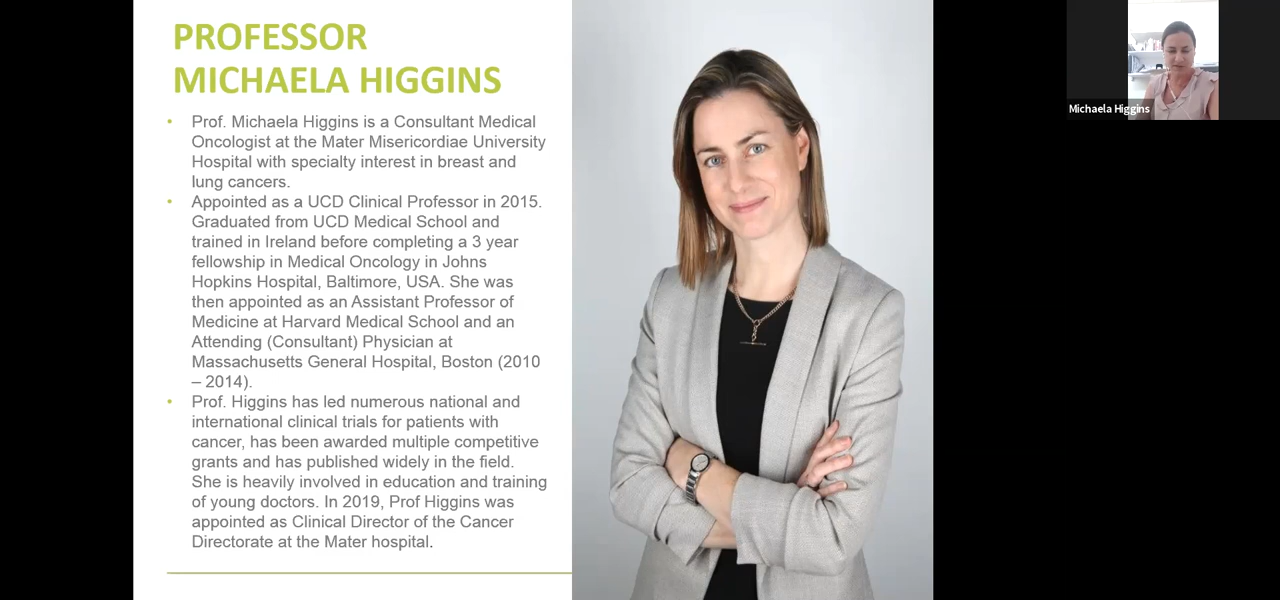 PROFESSOR
MICHAELA HIGGINS
• Prof. Michaela Higgins is a Consultant Medical
Oncologist at the Mater Misericordiae University
Hospital with specialty interest in breast and
lung cancers.
• Appointed as a UCD Clinical Professor in 2015.
Graduated from UCD Medical School and
trained in Ireland before completing a 3 year
fellowship in Medical Oncology in Johns
Hopkins Hospital, Baltimore, USA. She was
then appointed as an Assistant Professor of
Medicine at Harvard Medical School and an
Attending (Consultant) Physician at
Massachusetts General Hospital, Boston (2010
– 2014).
• Prof. Higgins has led numerous national and
international clinical trials for patients with
cancer, has been awarded multiple competitive
grants and has published widely in the field.
She is heavily involved in education and training
of young doctors. In 2019, Prof Higgins was
appointed as Clinical Director of the Cancer
Directorate at the Mater hospital.
Michaela Higgins